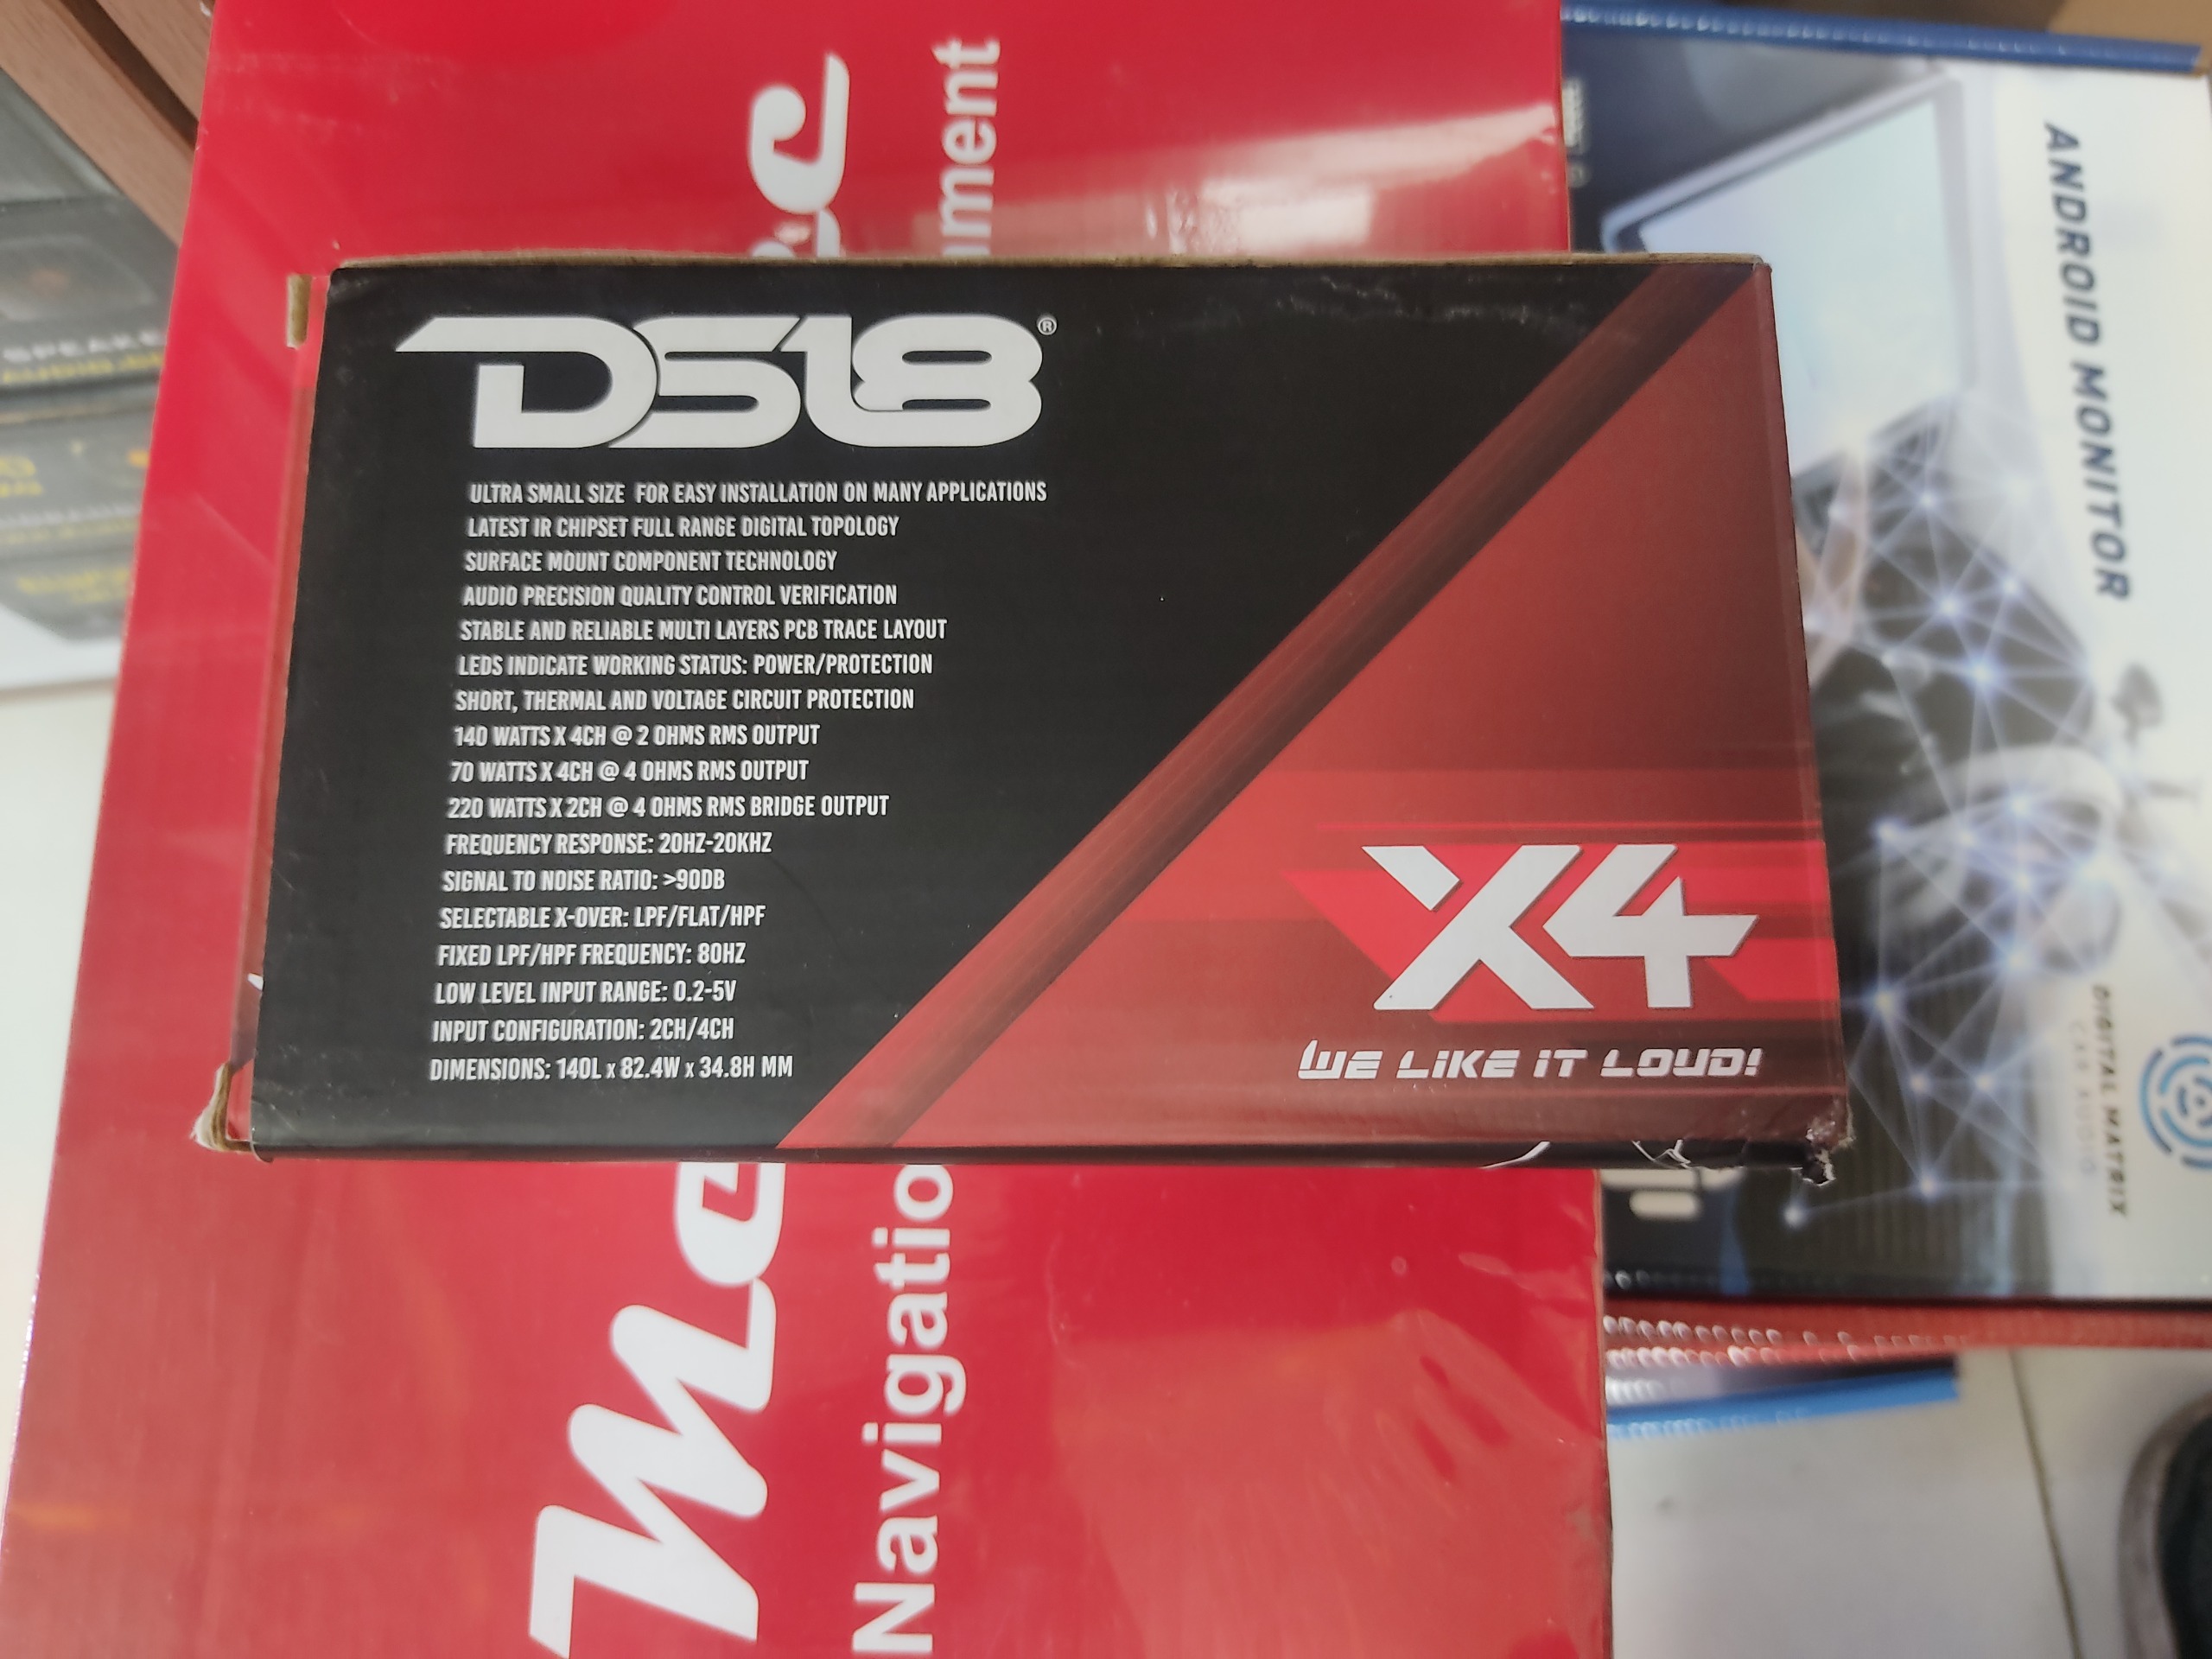 DS18®
ULTRA SMALL SIZE FOR EASY INSTALLATION ON MANY APPLICATIONS
LATEST IR CHIPSET FULL RANGE DIGITAL TOPOLOGY
SURFACE MOUNT COMPONENT TECHNOLOGY
AUDIO PRECISION QUALITY CONTROL VERIFICATION
STABLE AND RELIABLE MULTI LAYERS PCB TRACE LAYOUT
LEDS INDICATE WORKING STATUS: POWER/PROTECTION
SHORT, THERMAL AND VOLTAGE CIRCUIT PROTECTION
140 WATTS X 4CH @ 2 OHMS RMS OUTPUT
70 WATTS X 4CH @ 4 OHMS RMS OUTPUT
220 WATTS X 2CH @ 4 OHMS RMS BRIDGE OUTPUT
FREQUENCY RESPONSE: 20HZ-20KHZ
SIGNAL TO NOISE RATIO: >90DB
SELECTABLE X-OVER: LPF/FLAT/HPF
FIXED LPF/HPF FREQUENCY: 80HZ
LOW LEVEL INPUT RANGE: 0.2-5V
INPUT CONFIGURATION: 2CH/4CH
DIMENSIONS: 140L x 82.4W x 34.8H MM
X4
WE LIKE IT LOUD!
Navigatio
nment
ANDROID MONITOR
DIGITAL MATRIX
CAR AUDIO
SPEAKE